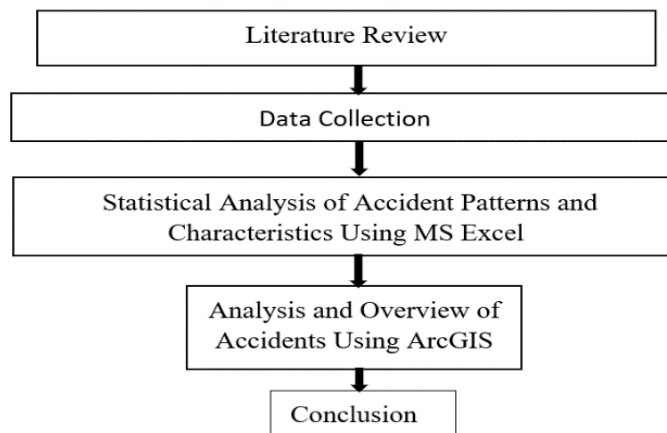 Literature Review
Data Collection
Statistical Analysis of Accident Patterns and
Characteristics Using MS Excel
Analysis and Overview of
Accidents Using ArcGIS
Conclusion